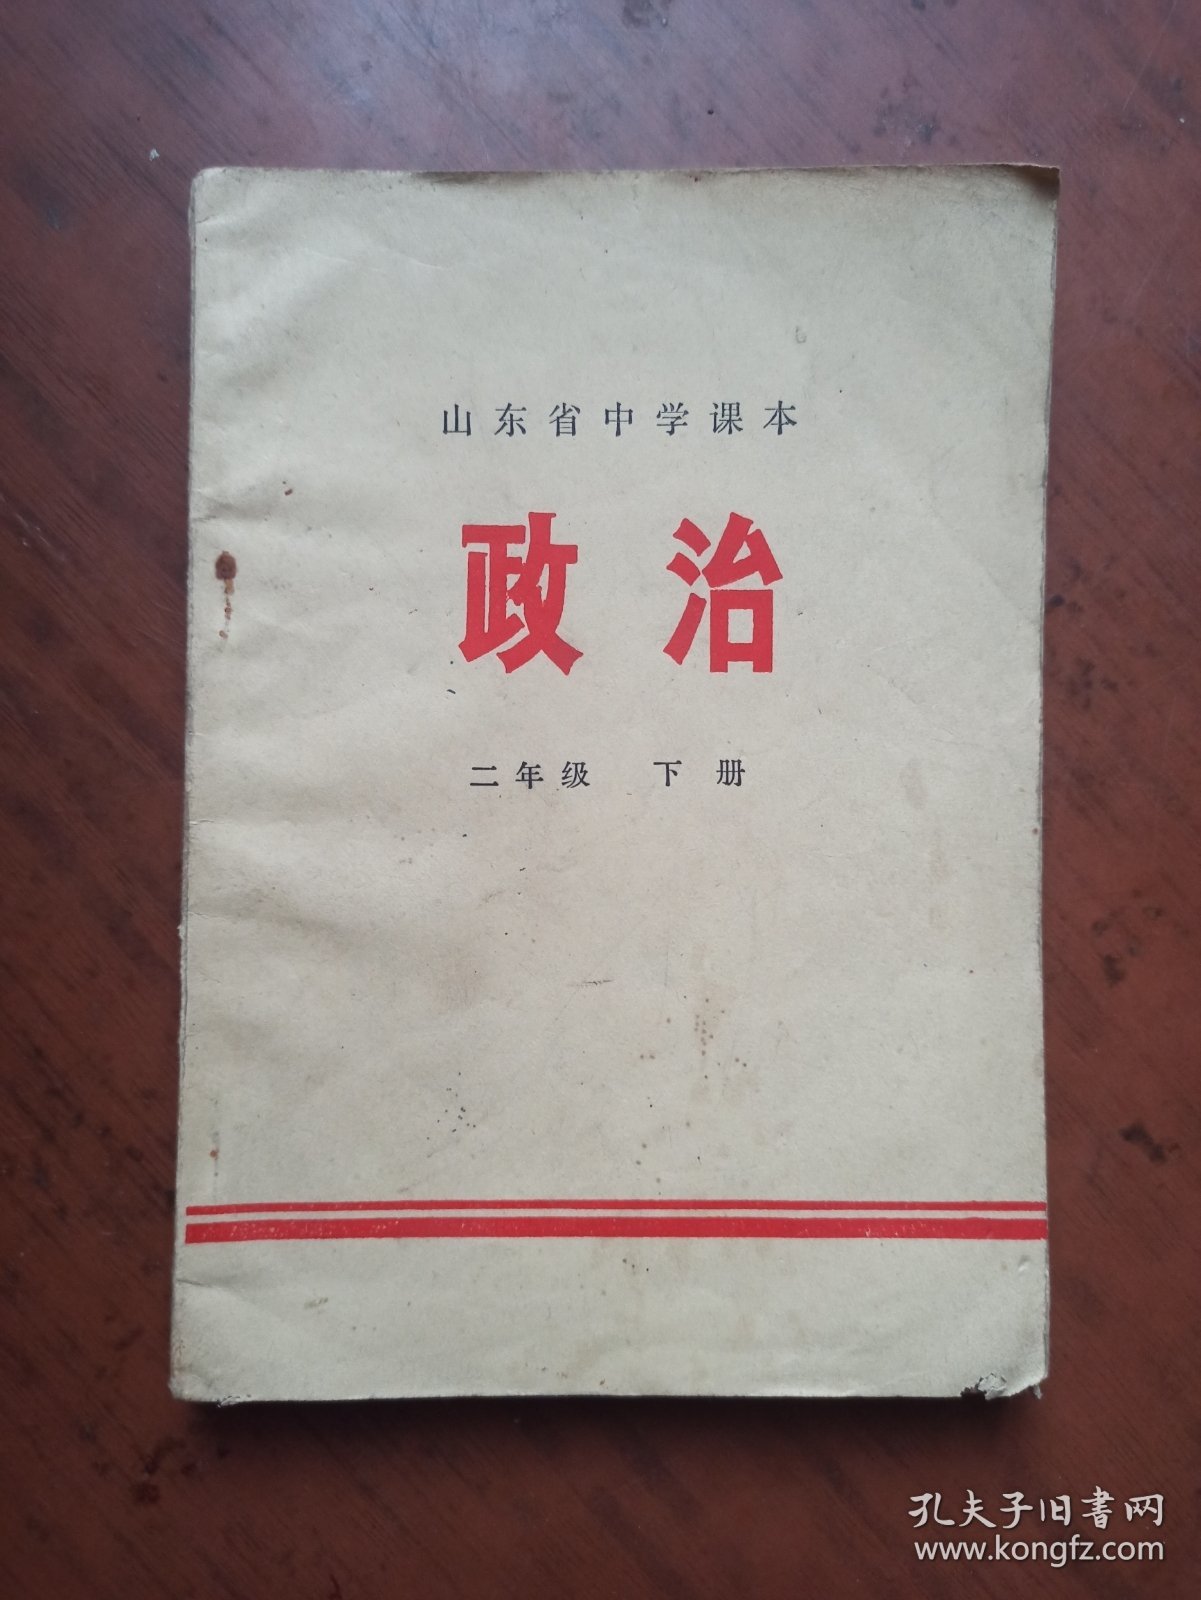 山东省中学课本
政治
二年级 下册
孔夫子旧书网
www.kongfz.com